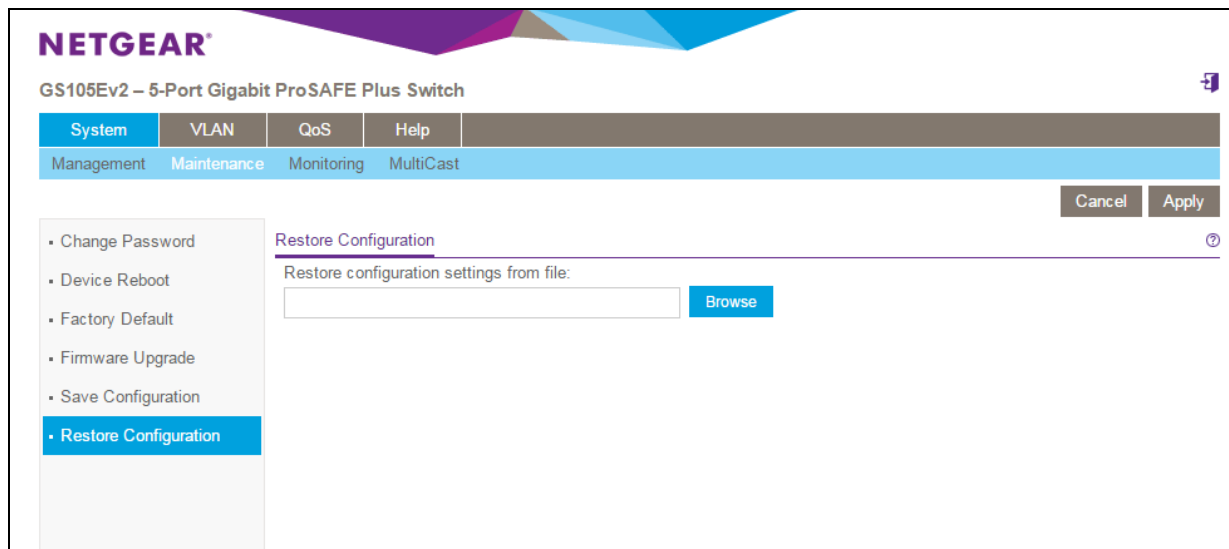 NETGEAR®
GS105Ev2 – 5-Port Gigabit ProSAFE Plus Switch
System VLAN QoS Help
Management Maintenance Monitoring MultiCast
Cancel Apply
Change Password
Device Reboot
Factory Default
Firmware Upgrade
Save Configuration
Restore Configuration
Restore Configuration
?
Restore configuration settings from file:
Browse